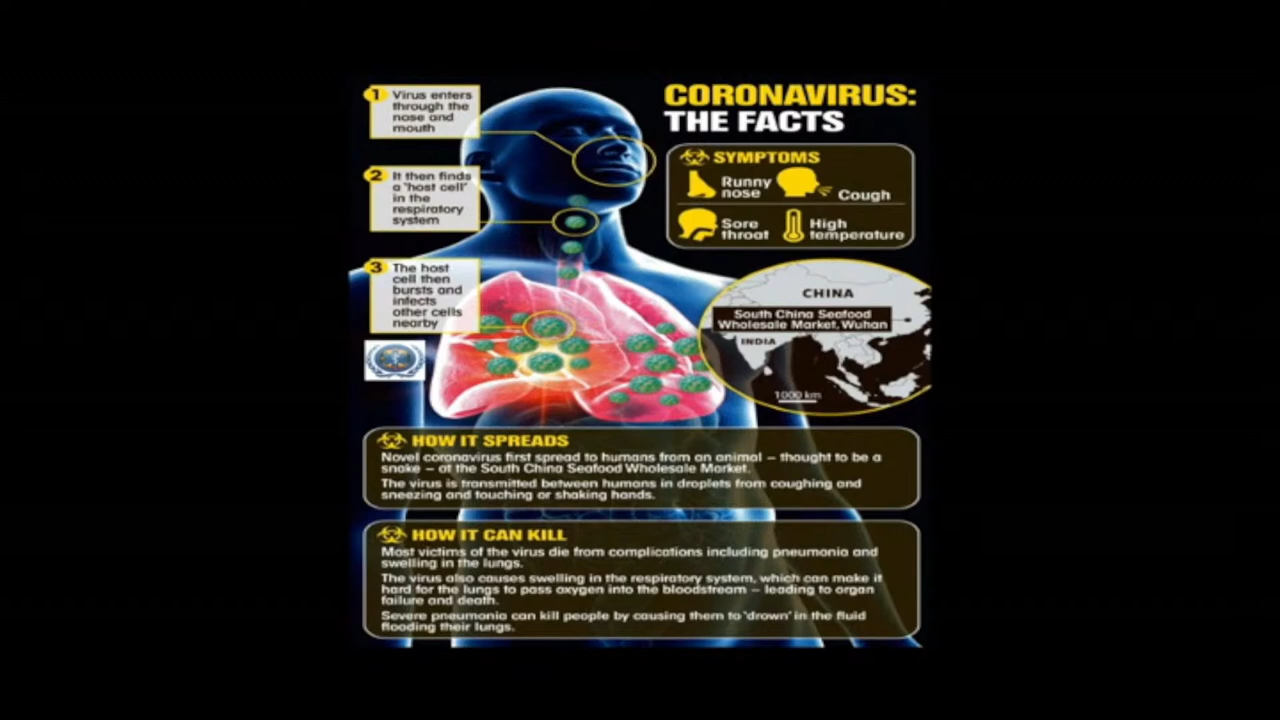 CORONAVIRUS:
THE FACTS
1 Virus enters
through the
nose and
mouth
2 It then finds
a 'host cell'
in the
respiratory
system
3 The host
cell then
bursts and
infects
other cells
nearby
SYMPTOMS
Runny
nose
Cough
Sore
throat
High
temperature
CHINA
South China Seafood
Wholesale Market, Wuhan
INDIA
1000 km
HOW IT SPREADS
Novel coronavirus first spread to humans from an animal – thought to be a
snake – at the South China Seafood Wholesale Market.
The virus is transmitted between humans in droplets from coughing and
sneezing and touching or shaking hands.
HOW IT CAN KILL
Most victims of the virus die from complications including pneumonia and
swelling in the lungs.
The virus also causes swelling in the respiratory system, which can make it
hard for the lungs to pass oxygen into the bloodstream – leading to organ
failure and death.
Severe pneumonia can kill people by causing them to 'drown' in the fluid
flooding their lungs.